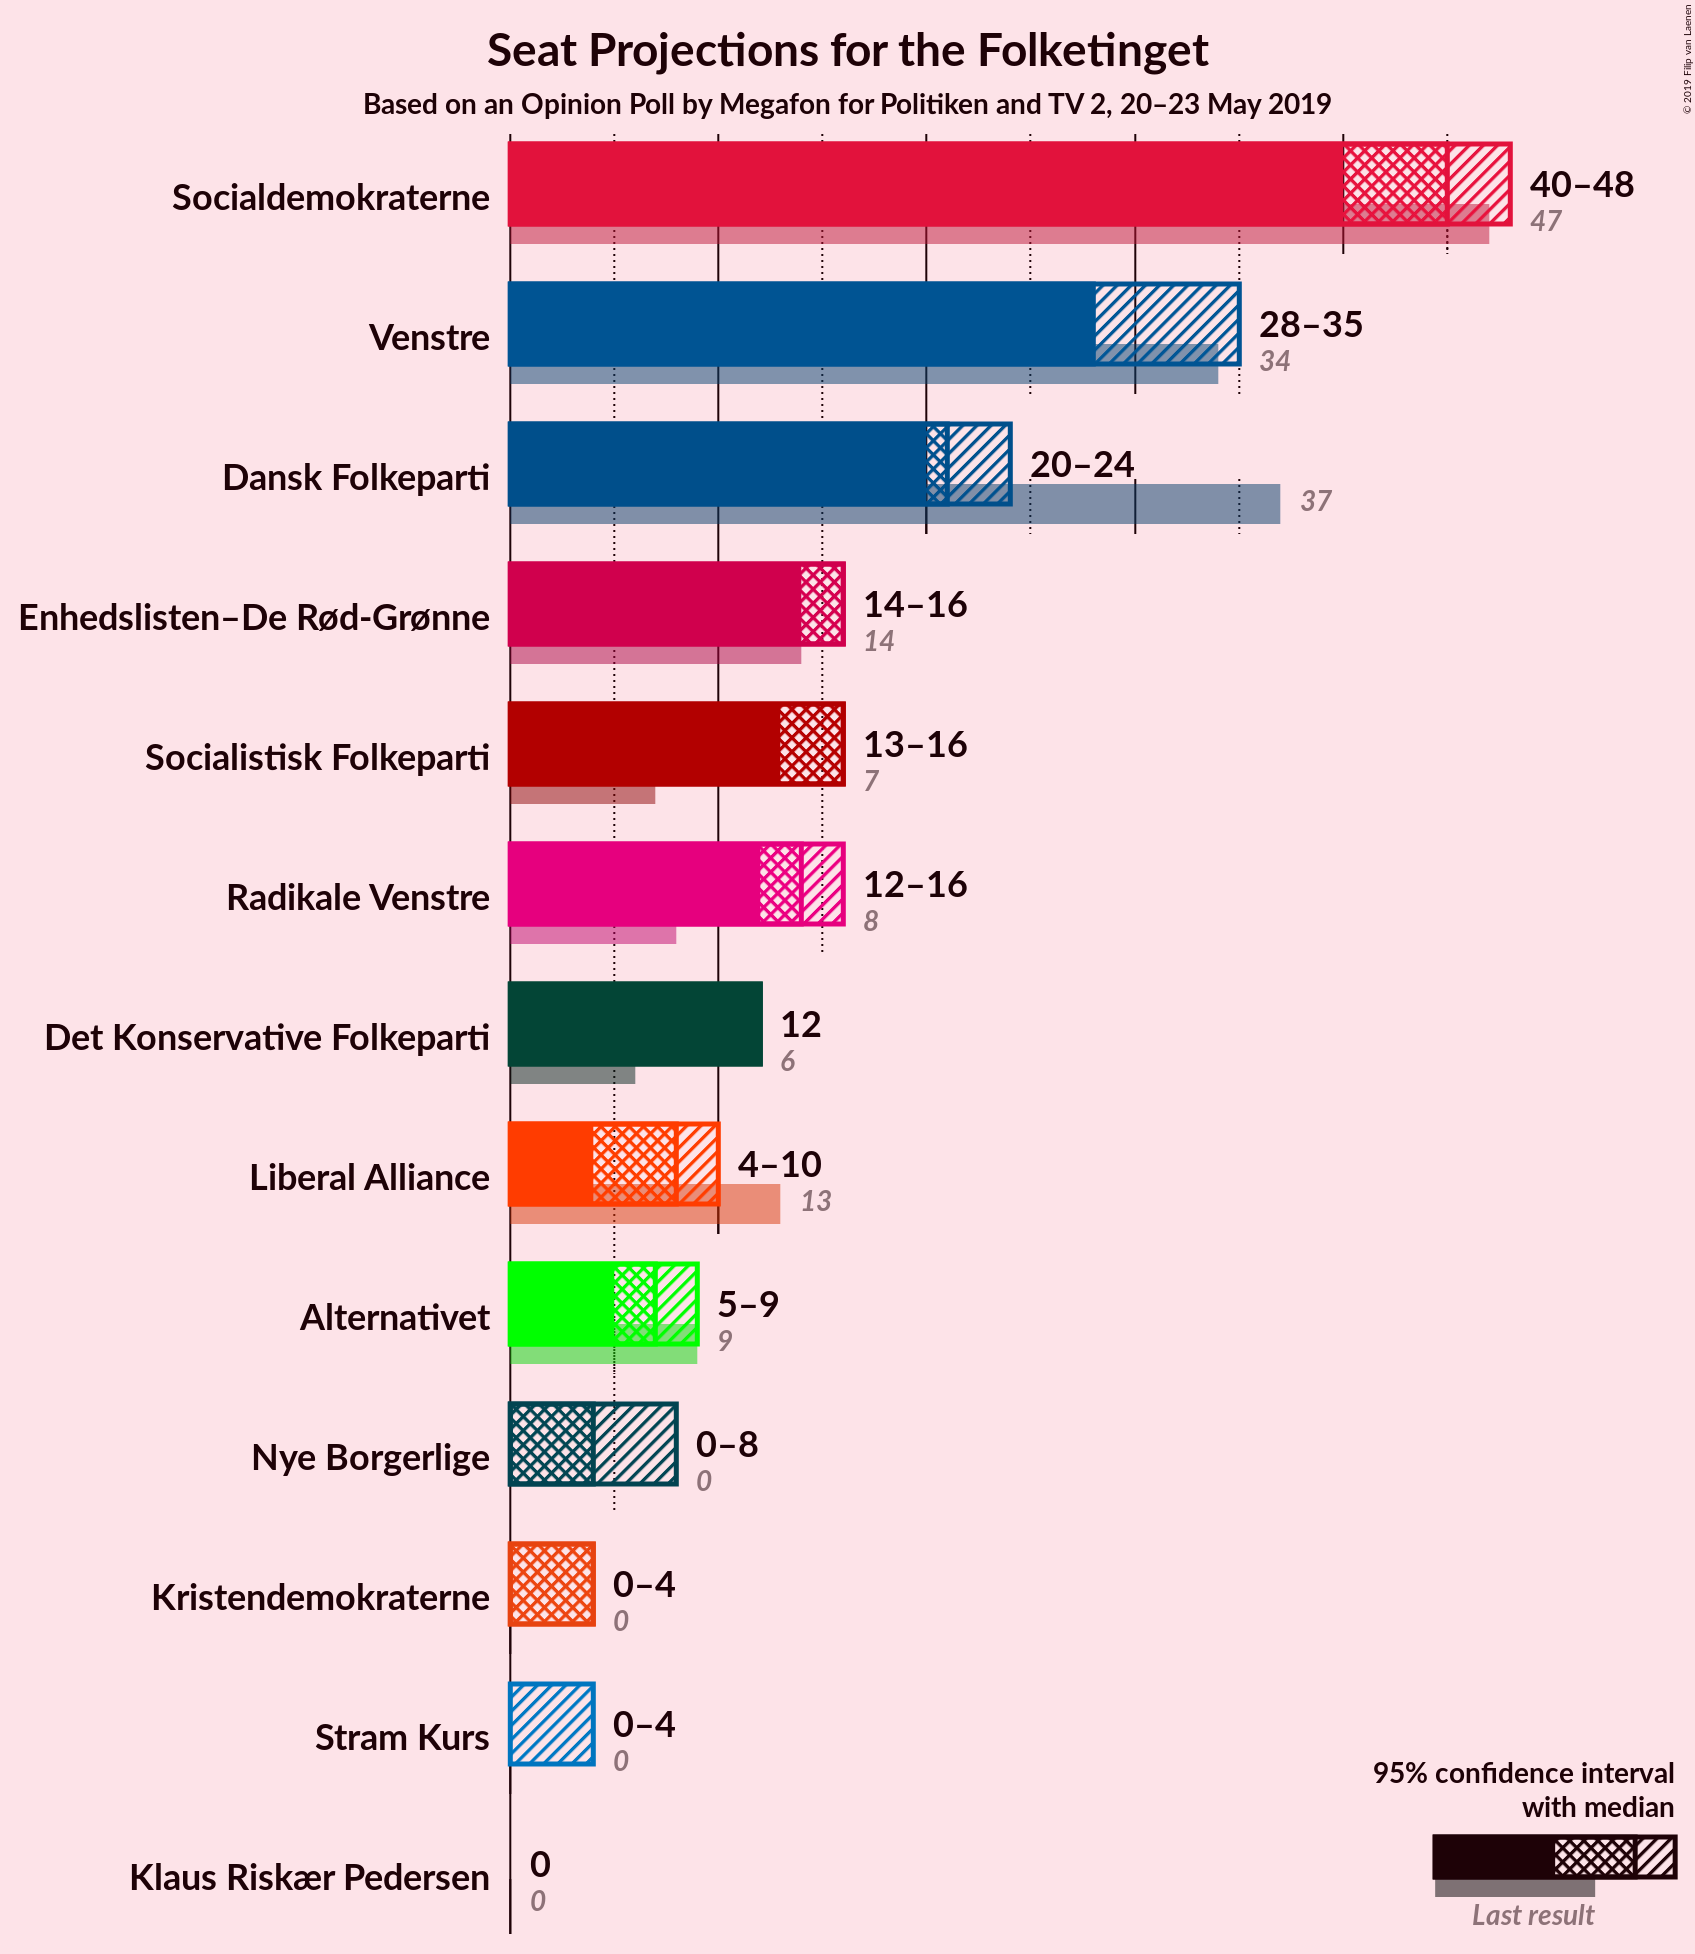 Seat Projections for the Folketinget
Based on an Opinion Poll by Megafon for Politiken and TV 2, 20–23 May 2019
© 2019 Filip van Laenen
Socialdemokraterne
40–48
47
Venstre
28–35
34
Dansk Folkeparti
20–24
37
Enhedslisten–De Rød-Grønne
14–16
14
Socialistisk Folkeparti
13–16
7
Radikale Venstre
12–16
8
Det Konservative Folkeparti
12
6
Liberal Alliance
4–10
13
Alternativet
5–9
9
Nye Borgerlige
0–8
0
Kristendemokraterne
0–4
0
Stram Kurs
0–4
0
Klaus Riskær Pedersen
0
0
95% confidence interval
with median
Last result